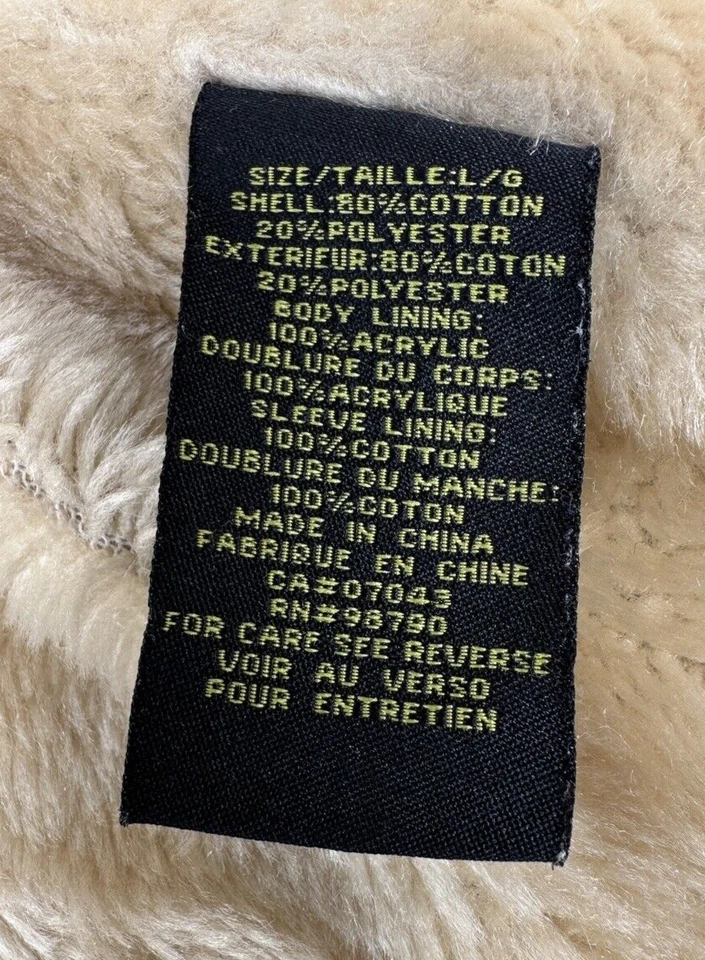 SIZE/TAILLE:L/G
SHELL:80%COTTON
20%POLYESTER
EXTERIEUR:80%COTON
20%POLYESTER
BODY LINING:
100%ACRYLIC
DOUBLURE DU CORPS:
100%ACRYLIQUE
SLEEVE LINING:
100%COTTON
DOUBLURE DU MANCHE:
100%COTON
MADE IN CHINA
FABRIQUE EN CHINE
CA#07043
RN#98790
FOR CARE SEE REVERSE
VOIR AU VERSO
POUR ENTRETIEN